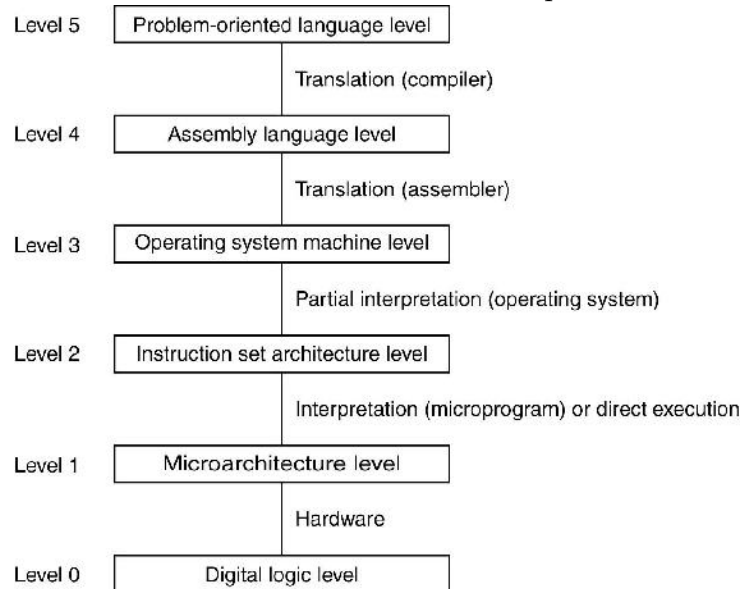 Level 5 Problem-oriented language level
Translation (compiler)
Level 4 Assembly language level
Translation (assembler)
Level 3 Operating system machine level
Partial interpretation (operating system)
Level 2 Instruction set architecture level
Interpretation (microprogram) or direct execution
Level 1 Microarchitecture level
Hardware
Level 0 Digital logic level